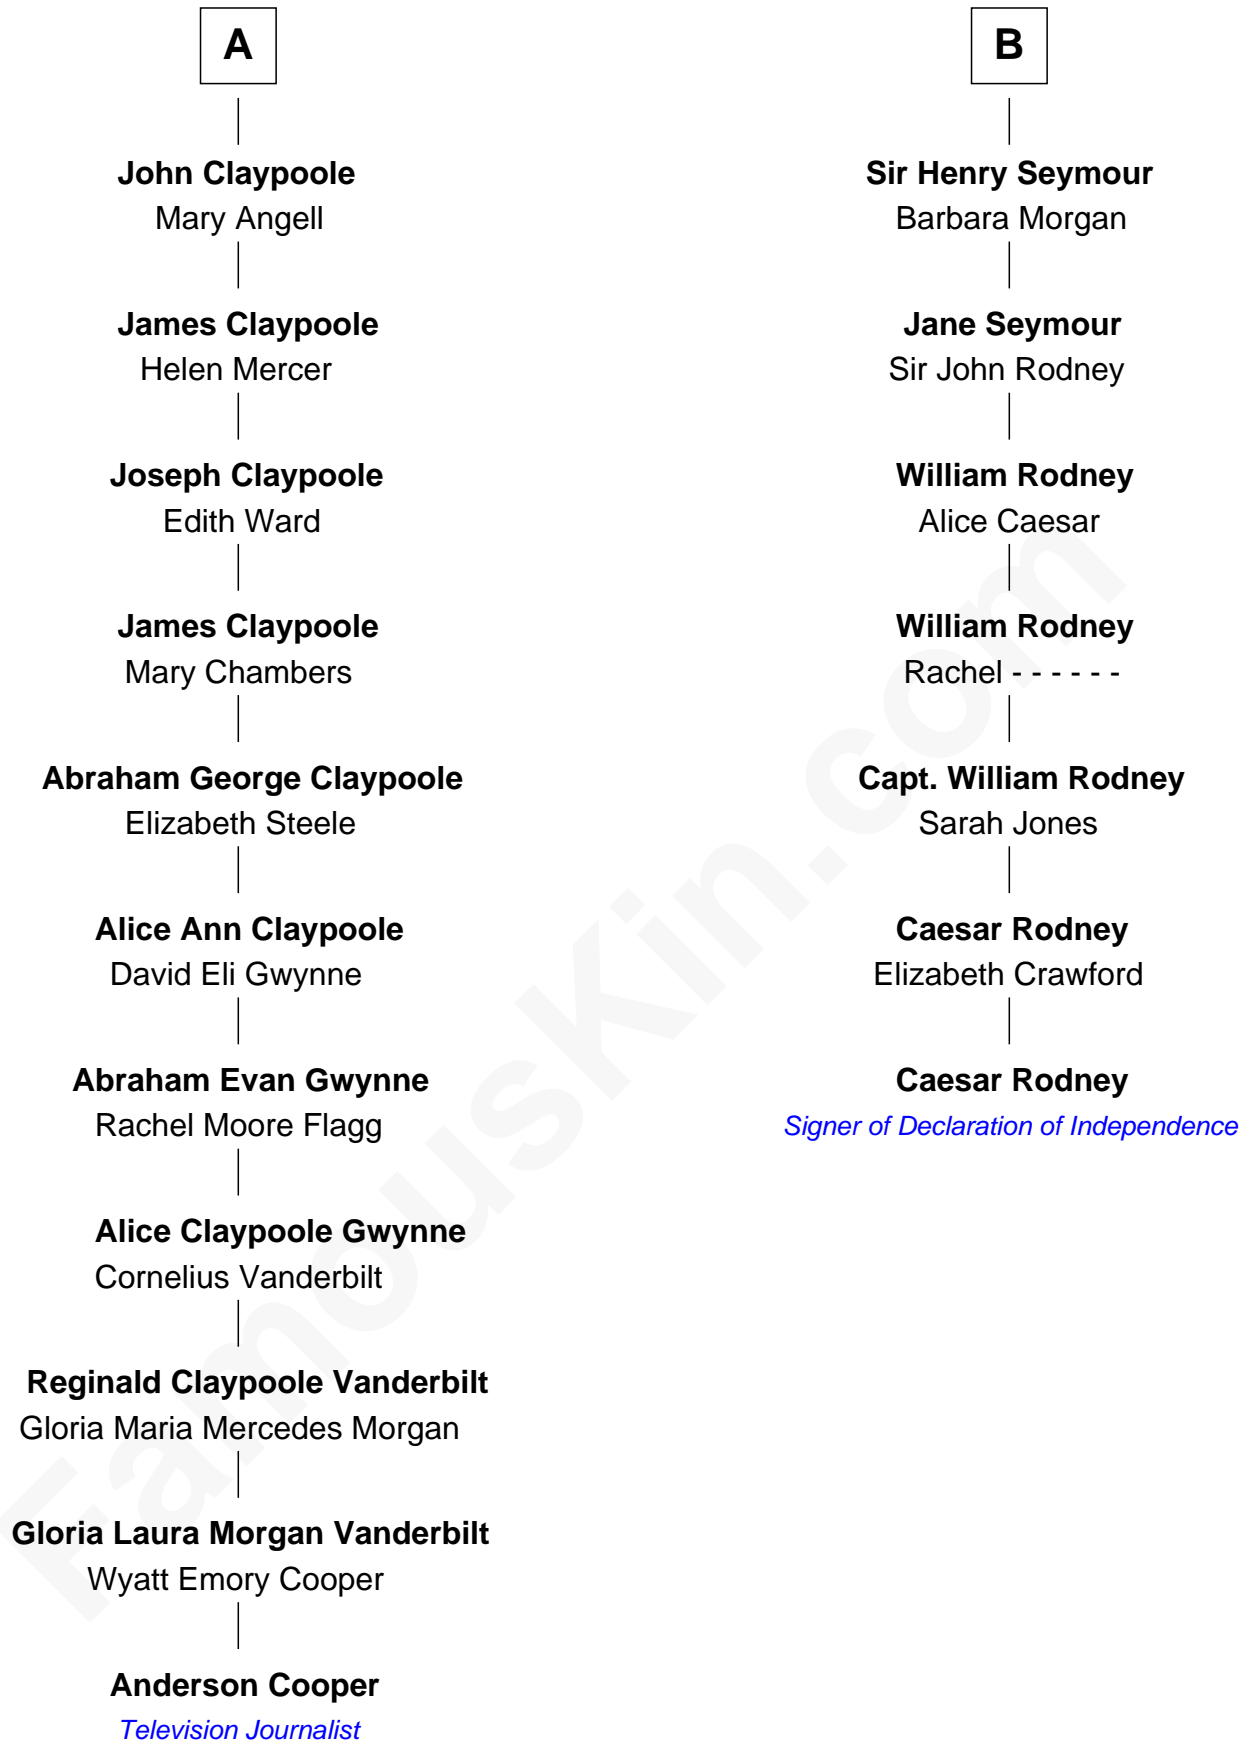 A
John Claypoole
Mary Angell
James Claypoole
Helen Mercer
Joseph Claypoole
Edith Ward
James Claypoole
Mary Chambers
Abraham George Claypoole
Elizabeth Steele
Alice Ann Claypoole
David Eli Gwynne
Abraham Evan Gwynne
Rachel Moore Flagg
Alice Claypoole Gwynne
Cornelius Vanderbilt
Reginald Claypoole Vanderbilt
Gloria Maria Mercedes Morgan
Gloria Laura Morgan Vanderbilt
Wyatt Emory Cooper
Anderson Cooper
Television Journalist
B
Sir Henry Seymour
Barbara Morgan
Jane Seymour
Sir John Rodney
William Rodney
Alice Caesar
William Rodney
Rachel - - - - - -
Capt. William Rodney
Sarah Jones
Caesar Rodney
Elizabeth Crawford
Caesar Rodney
Signer of Declaration of Independence
FamousKin.com